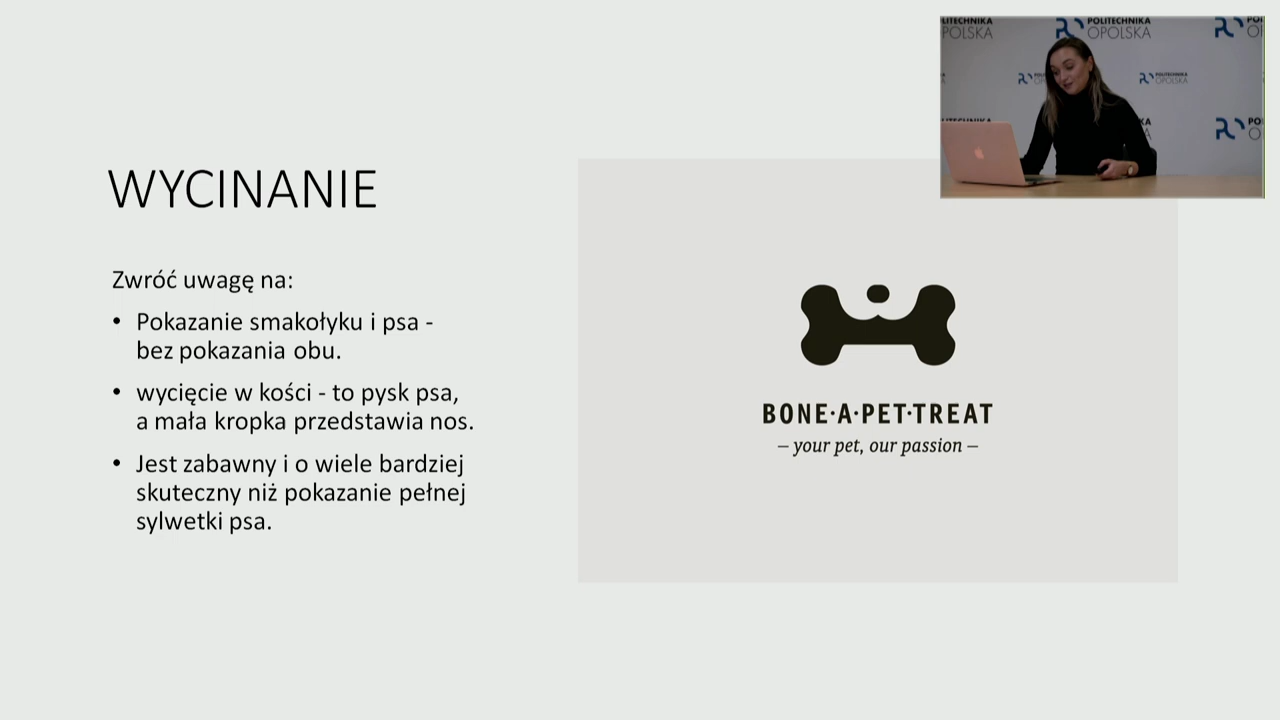 LITECHNIKA
POLSKA
POLITECHNIKA
OPOLSKA
POLITECHNIKA
OPOLSKA
POLITECHNIKA
OPOLSKA
WYCINANIE
Zwróć uwagę na:
• Pokazanie smakołyku i psa -
bez pokazania obu.
• wycięcie w kości - to pysk psa,
a mała kropka przedstawia nos.
• Jest zabawny i o wiele bardziej
skuteczny niż pokazanie pełnej
sylwetki psa.
BONE·A·PET·TREAT
– your pet, our passion –